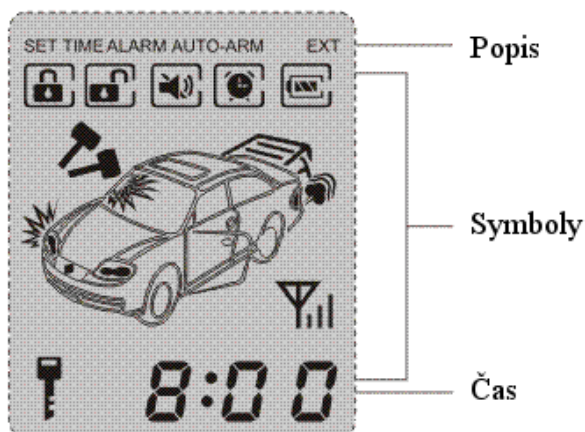 SET TIME ALARM AUTO-ARM EXT
Popis
Symboly
8:00
Čas